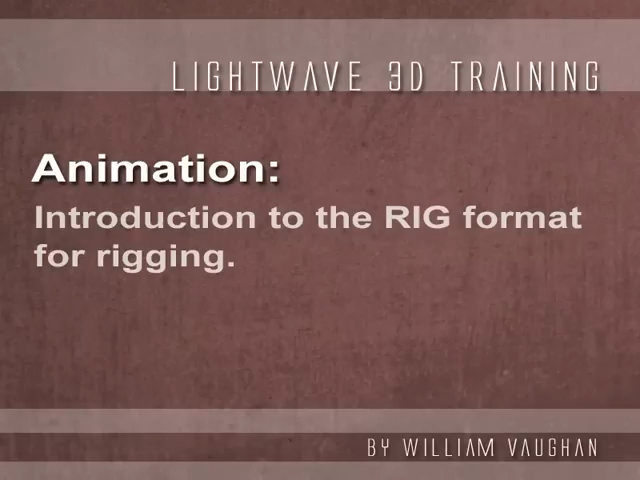 LIGHTWAVE 3D TRAINING
Animation:
Introduction to the RIG format
for rigging.
BY WILLIAM VAUGHAN